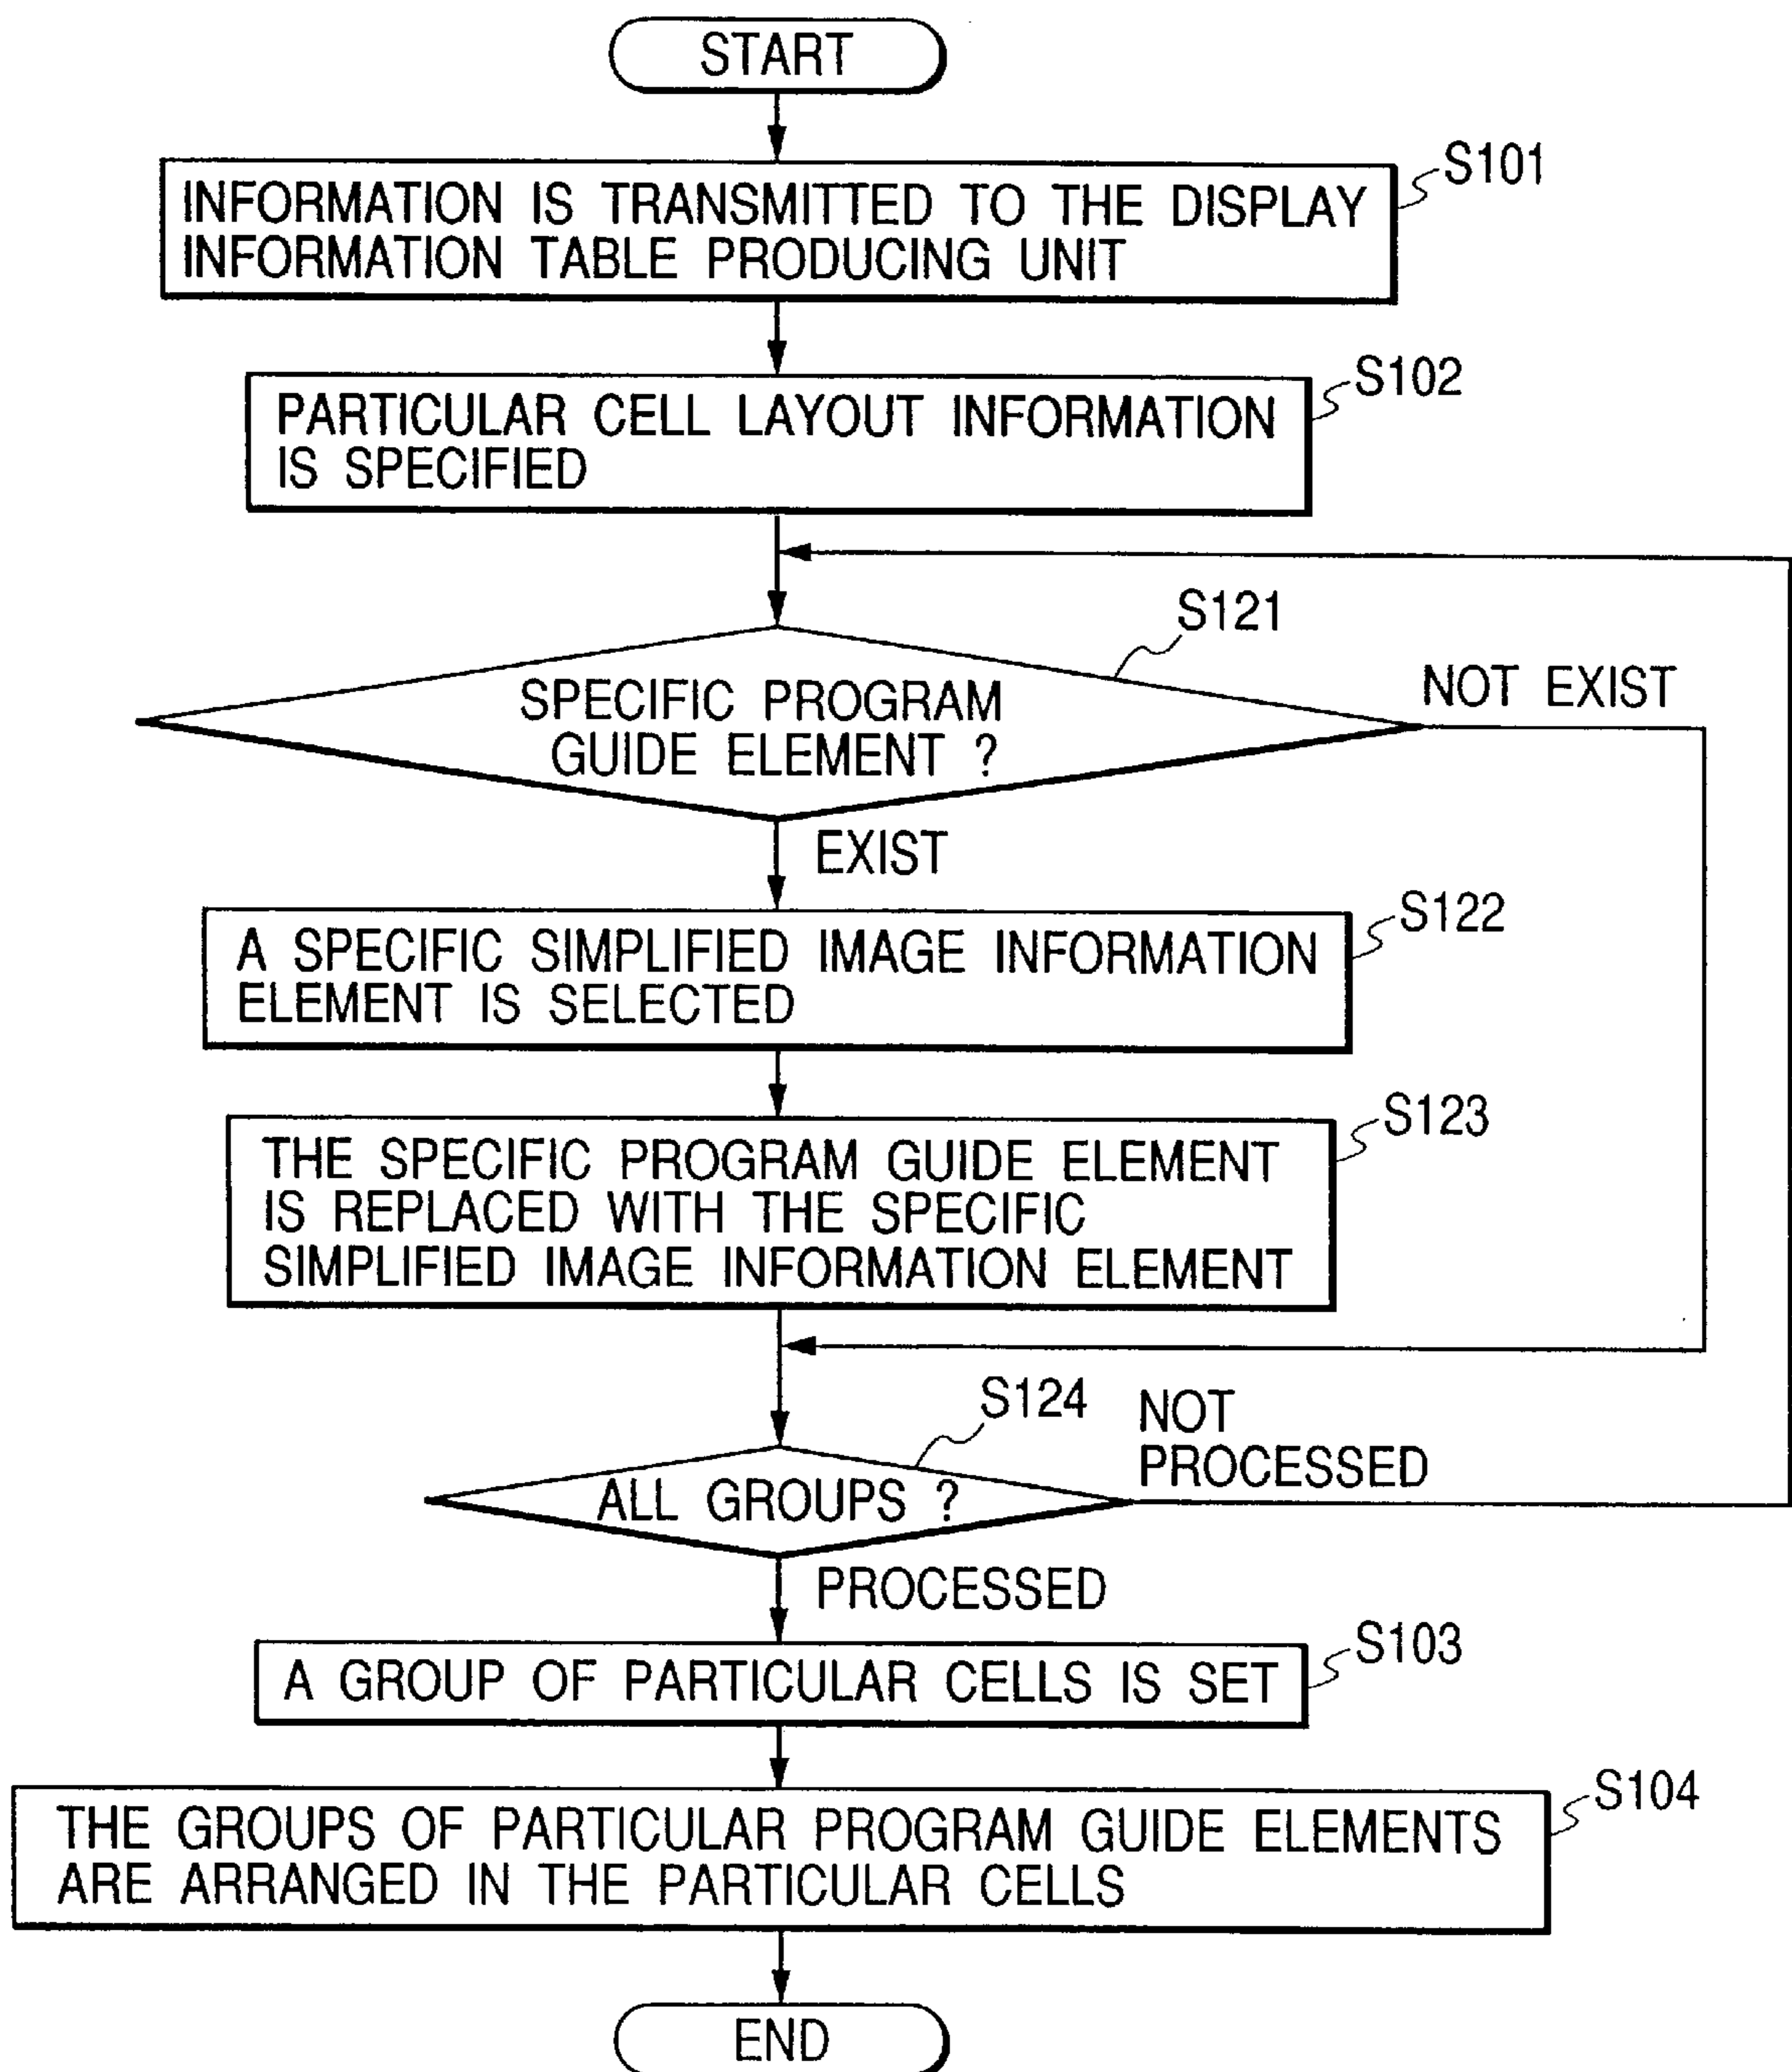 START
S101
INFORMATION IS TRANSMITTED TO THE DISPLAY
INFORMATION TABLE PRODUCING UNIT
S102
PARTICULAR CELL LAYOUT INFORMATION
IS SPECIFIED
S121
NOT EXIST
SPECIFIC PROGRAM
GUIDE ELEMENT ?
EXIST
S122
A SPECIFIC SIMPLIFIED IMAGE INFORMATION
ELEMENT IS SELECTED
S123
THE SPECIFIC PROGRAM GUIDE ELEMENT
IS REPLACED WITH THE SPECIFIC
SIMPLIFIED IMAGE INFORMATION ELEMENT
S124
NOT
PROCESSED
ALL GROUPS ?
PROCESSED
S103
A GROUP OF PARTICULAR CELLS IS SET
S104
THE GROUPS OF PARTICULAR PROGRAM GUIDE ELEMENTS
ARE ARRANGED IN THE PARTICULAR CELLS
END